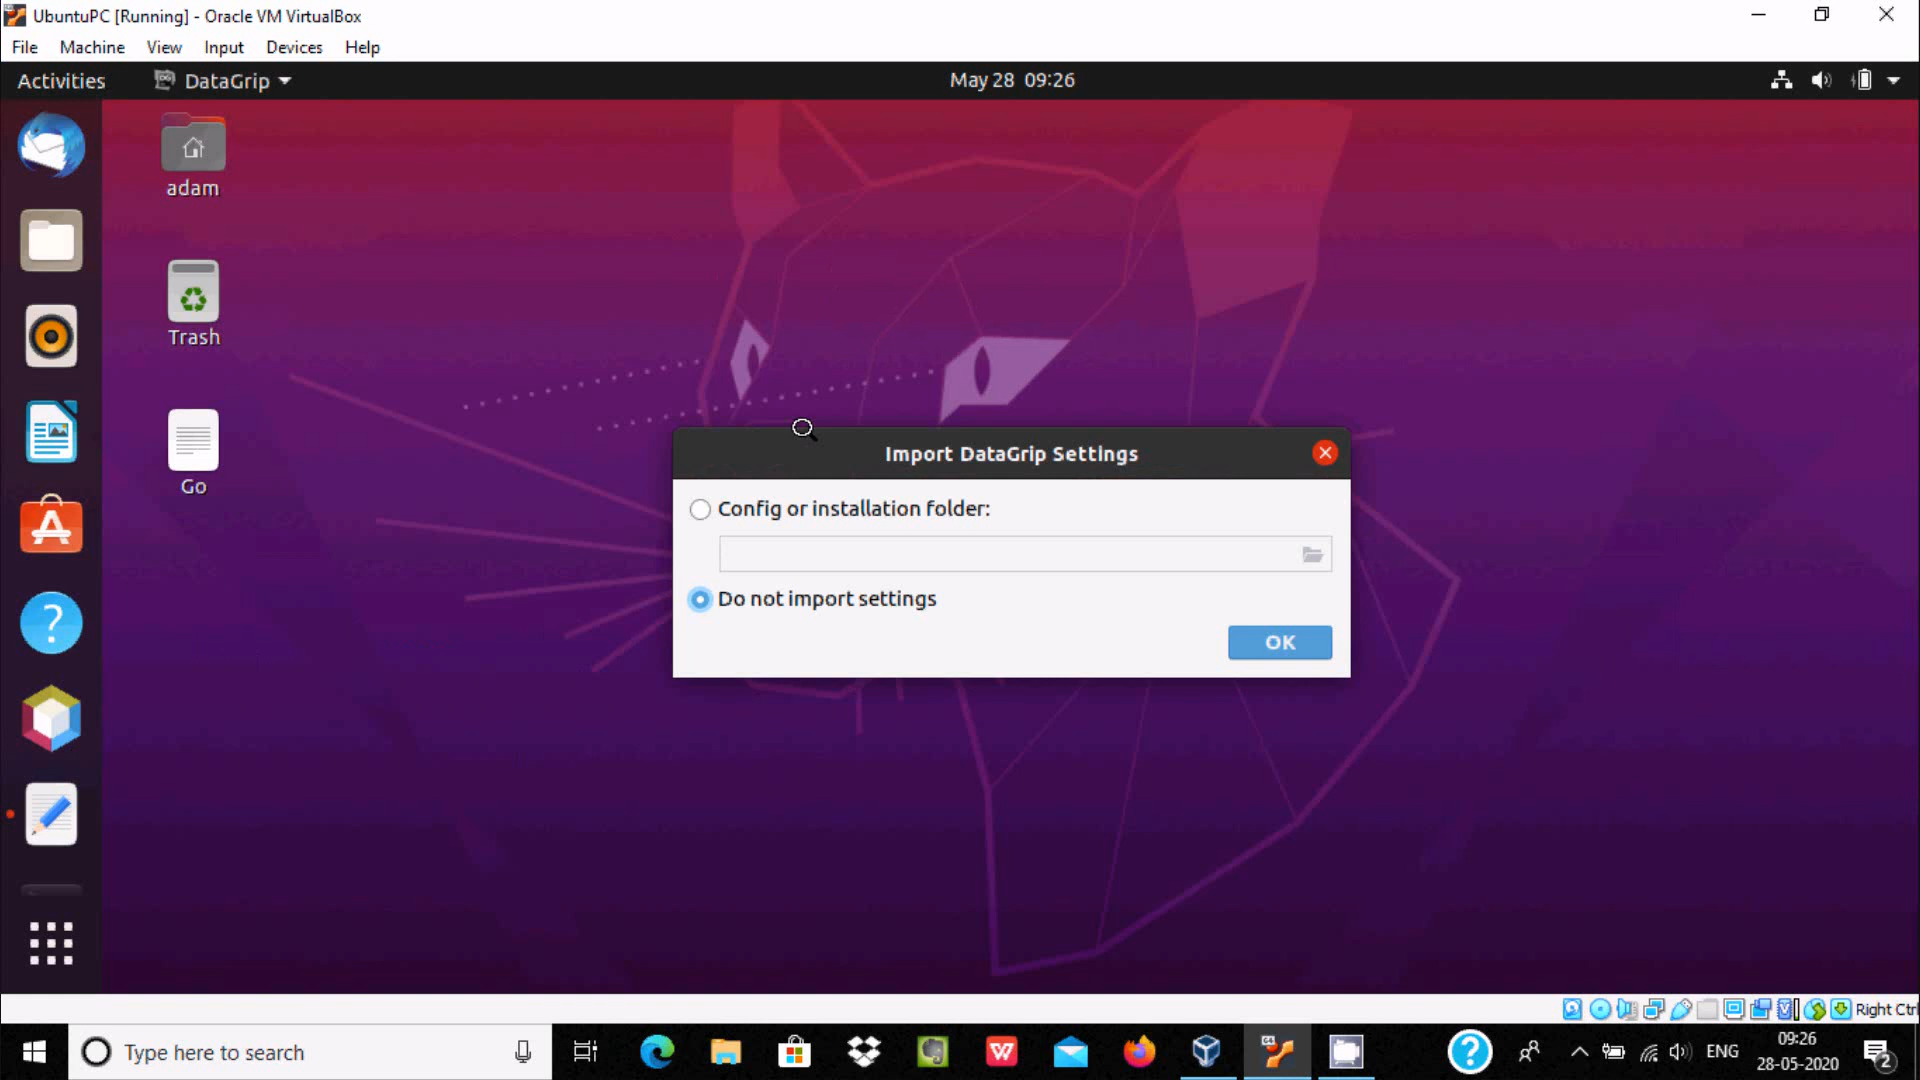 UbuntuPC [Running] - Oracle VM VirtualBox
File Machine View Input Devices Help
Activities DataGrip May 28 09:26
adam
Trash
Go
Import DataGrip Settings
Config or installation folder:
Do not import settings
OK
Right Ctrl
Type here to search
ENG
09:26
28-05-2020
2